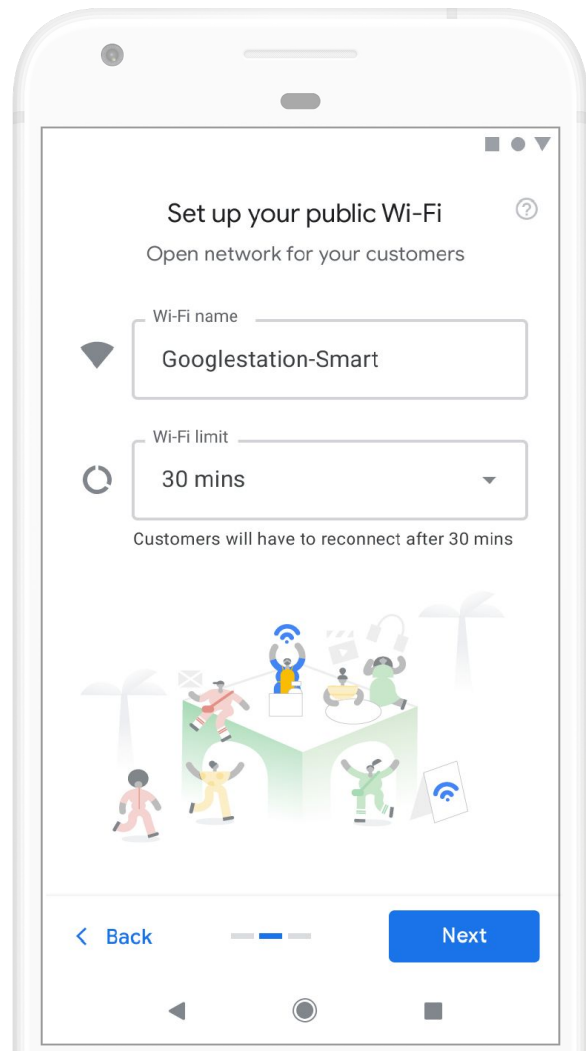 Set up your public Wi-Fi
Open network for your customers
Wi-Fi name
Googlestation-Smart
Wi-Fi limit
30 mins
Customers will have to reconnect after 30 mins
Back
Next